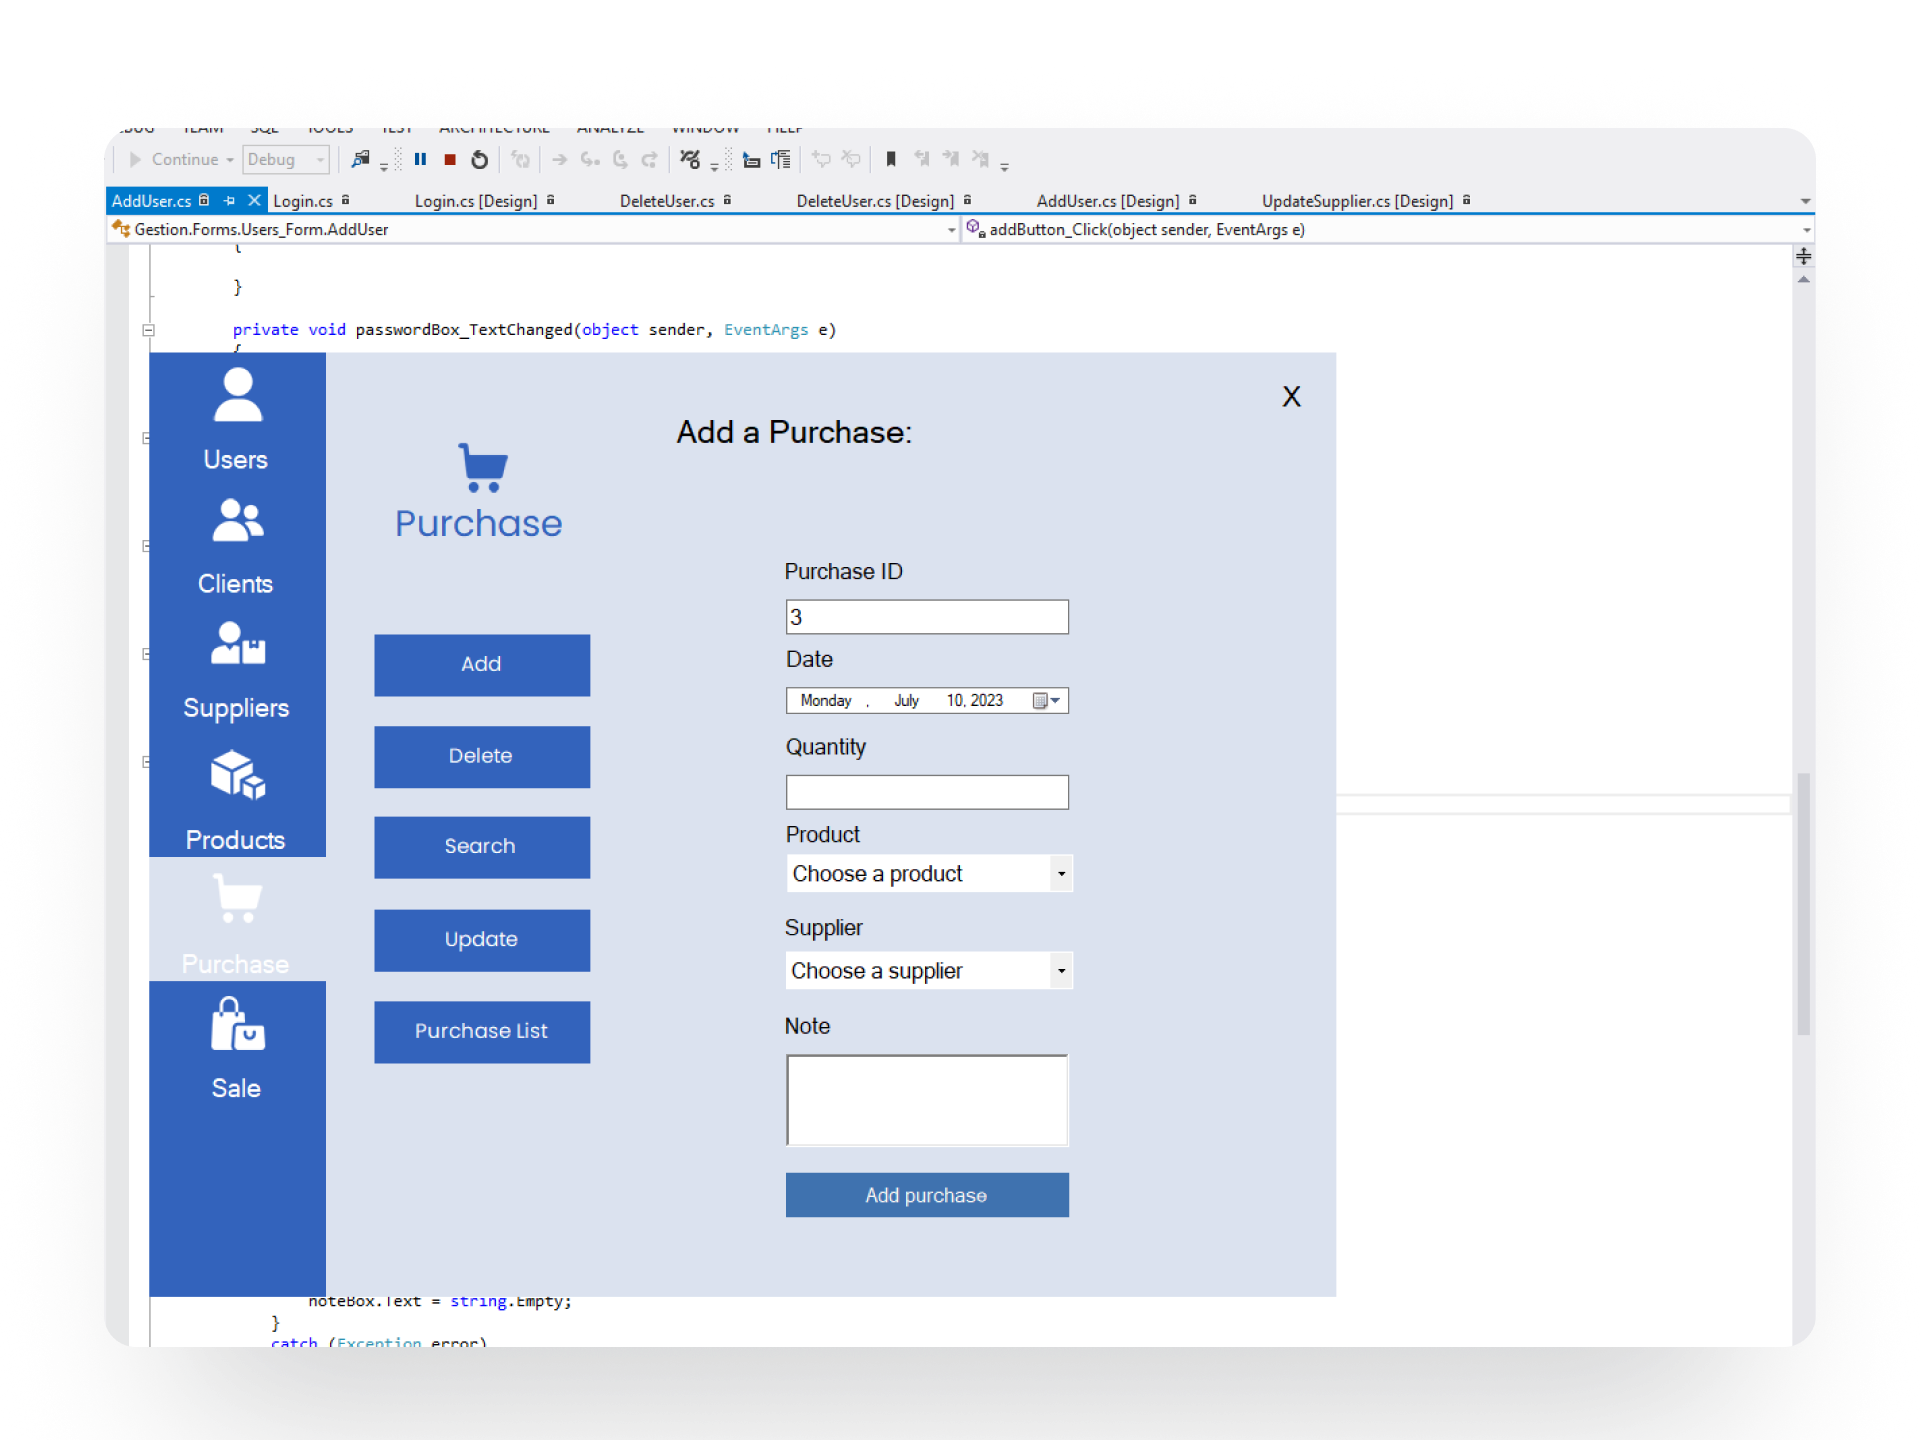 DEBUG TEAM SQL TOOLS TEST ARCHITECTURE ANALYZE WINDOW HELP
Continue Debug
AddUser.cs Login.cs Login.cs [Design] DeleteUser.cs DeleteUser.cs [Design] AddUser.cs [Design] UpdateSupplier.cs [Design]
Gestion.Forms.Users_Form.AddUser addButton_Click(object sender, EventArgs e)
{
}
private void passwordBox_TextChanged(object sender, EventArgs e)
{
Users
Clients
Suppliers
Products
Purchase
Sale
Purchase
Add
Delete
Search
Update
Purchase List
X
Add a Purchase:
Purchase ID
3
Date
Monday , July 10, 2023
Quantity
Product
Choose a product
Supplier
Choose a supplier
Note
Add purchase
noteBox.Text = string.Empty;
}
catch (Exception error)